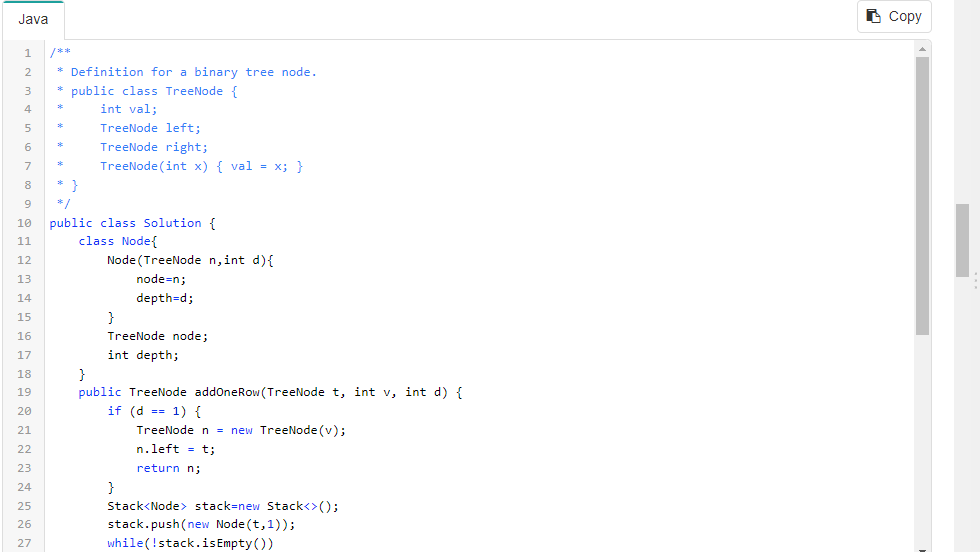 Java
Copy
1 /**
2  * Definition for a binary tree node.
3  * public class TreeNode {
4  *     int val;
5  *     TreeNode left;
6  *     TreeNode right;
7  *     TreeNode(int x) { val = x; }
8  * }
9  */
10 public class Solution {
11     class Node{
12         Node(TreeNode n,int d){
13             node=n;
14             depth=d;
15         }
16         TreeNode node;
17         int depth;
18     }
19     public TreeNode addOneRow(TreeNode t, int v, int d) {
20         if (d == 1) {
21             TreeNode n = new TreeNode(v);
22             n.left = t;
23             return n;
24         }
25         Stack<Node> stack=new Stack<>();
26         stack.push(new Node(t,1));
27         while(!stack.isEmpty())